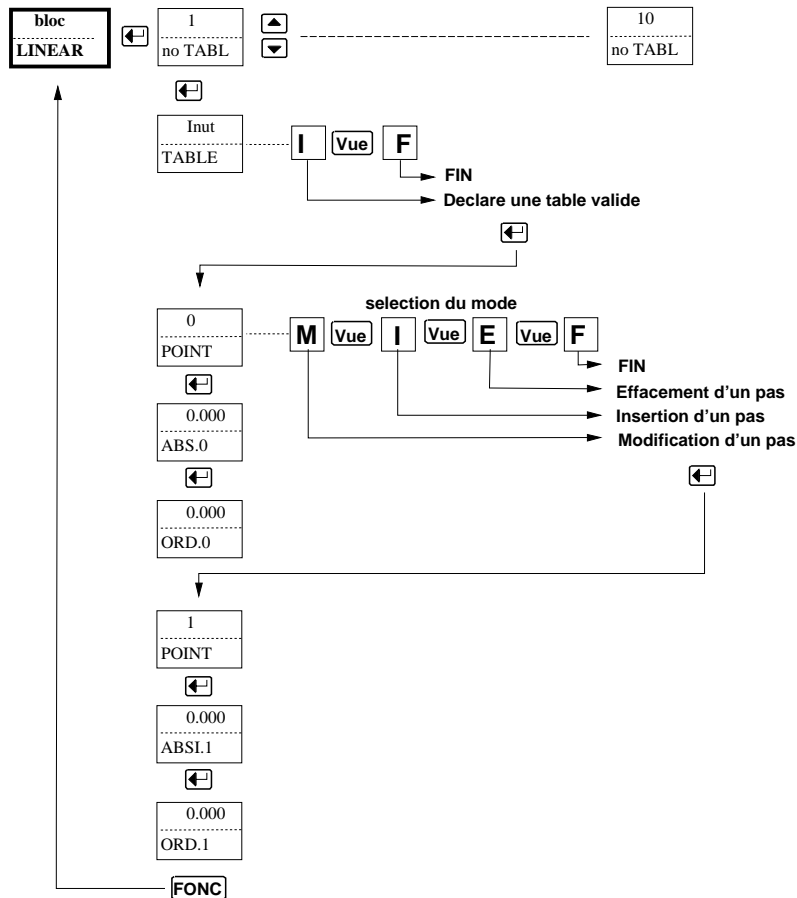 bloc
LINEAR
1
no TABL
10
no TABL
Inut
TABLE
I Vue F
FIN
Declare une table valide
selection du mode
0
POINT
M Vue I Vue E Vue F
FIN
Effacement d'un pas
Insertion d'un pas
Modification d'un pas
0.000
ABS.0
0.000
ORD.0
1
POINT
0.000
ABSI.1
0.000
ORD.1
FONC